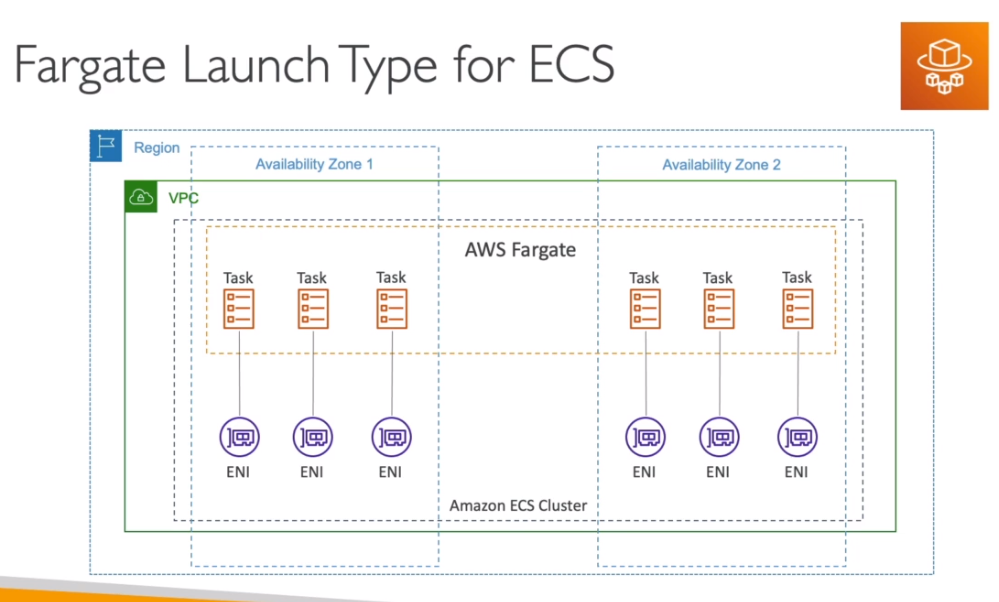 Fargate Launch Type for ECS
Region
Availability Zone 1
Availability Zone 2
VPC
AWS Fargate
Task
Task
Task
Task
Task
Task
ENI
ENI
ENI
ENI
ENI
ENI
Amazon ECS Cluster